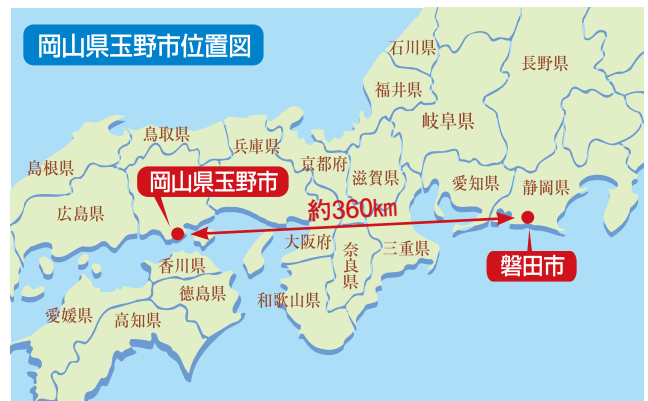 岡山県玉野市位置図
石川県
長野県
福井県
岐阜県
鳥取県
兵庫県
京都府
島根県
滋賀県
岡山県玉野市
愛知県
静岡県
広島県
約360km
大阪府
奈良県
三重県
磐田市
香川県
徳島県
和歌山県
愛媛県
高知県